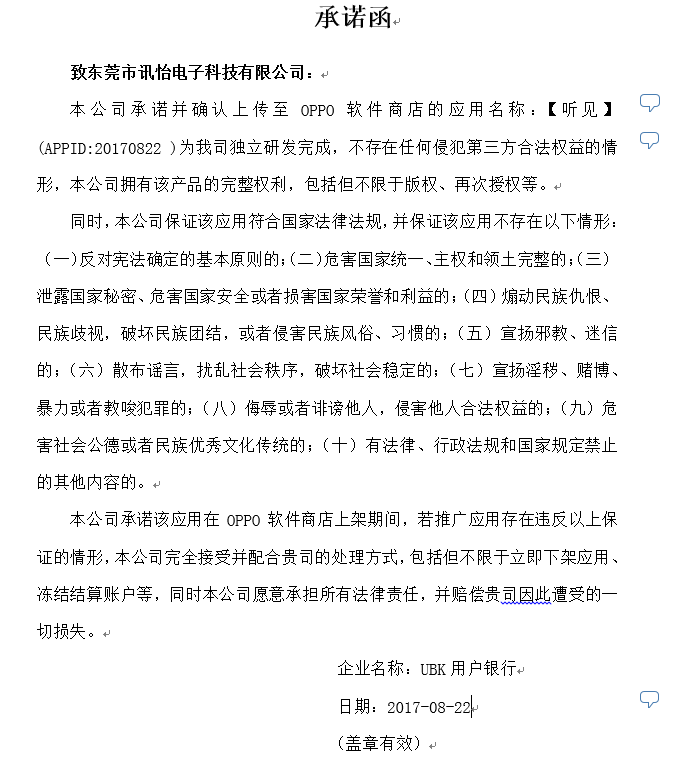 承诺函
致东莞市讯怡电子科技有限公司：
本公司承诺并确认上传至 OPPO 软件商店的应用名称：【听见】
(APPID:20170822 )为我司独立研发完成，不存在任何侵犯第三方合法权益的情
形，本公司拥有该产品的完整权利，包括但不限于版权、再次授权等。
同时，本公司保证该应用符合国家法律法规，并保证该应用不存在以下情形：
（一）反对宪法确定的基本原则的；（二）危害国家统一、主权和领土完整的；（三）
泄露国家秘密、危害国家安全或者损害国家荣誉和利益的；（四）煽动民族仇恨、
民族歧视，破坏民族团结，或者侵害民族风俗、习惯的；（五）宣扬邪教、迷信
的；（六）散布谣言，扰乱社会秩序，破坏社会稳定的；（七）宣扬淫秽、赌博、
暴力或者教唆犯罪的；（八）侮辱或者诽谤他人，侵害他人合法权益的；（九）危
害社会公德或者民族优秀文化传统的；（十）有法律、行政法规和国家规定禁止
的其他内容的。
本公司承诺该应用在 OPPO 软件商店上架期间，若推广应用存在违反以上保
证的情形，本公司完全接受并配合贵司的处理方式，包括但不限于立即下架应用、
冻结结算账户等，同时本公司愿意承担所有法律责任，并赔偿贵司因此遭受的一
切损失。
企业名称：UBK 用户银行
日期：2017-08-22
（盖章有效）